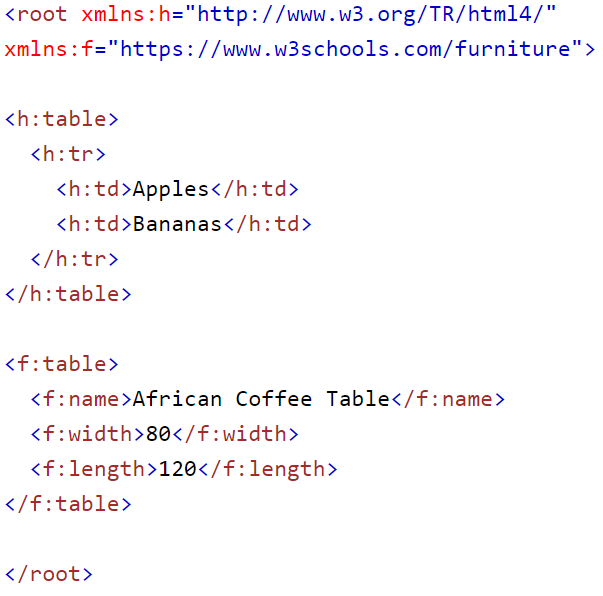 <root xmlns:h="http://www.w3.org/TR/html4/"
xmlns:f="https://www.w3schools.com/furniture">

<h:table>
  <h:tr>
    <h:td>Apples</h:td>
    <h:td>Bananas</h:td>
  </h:tr>
</h:table>

<f:table>
  <f:name>African Coffee Table</f:name>
  <f:width>80</f:width>
  <f:length>120</f:length>
</f:table>

</root>